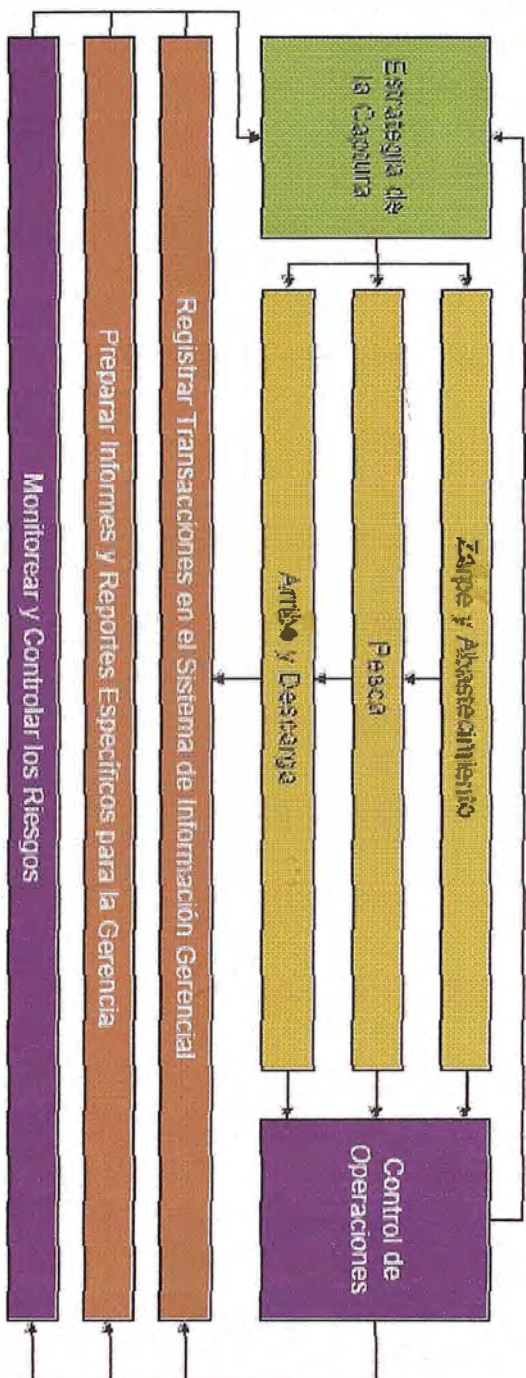 Estrategia de
la Captura
Zarpe y Abastecimiento
Pesca
Arribo y Descarga
Control de
Operaciones
Registrar Transacciones en el Sistema de Información Gerencial
Preparar Informes y Reportes Específicos para la Gerencia
Monitorear y Controlar los Riesgos